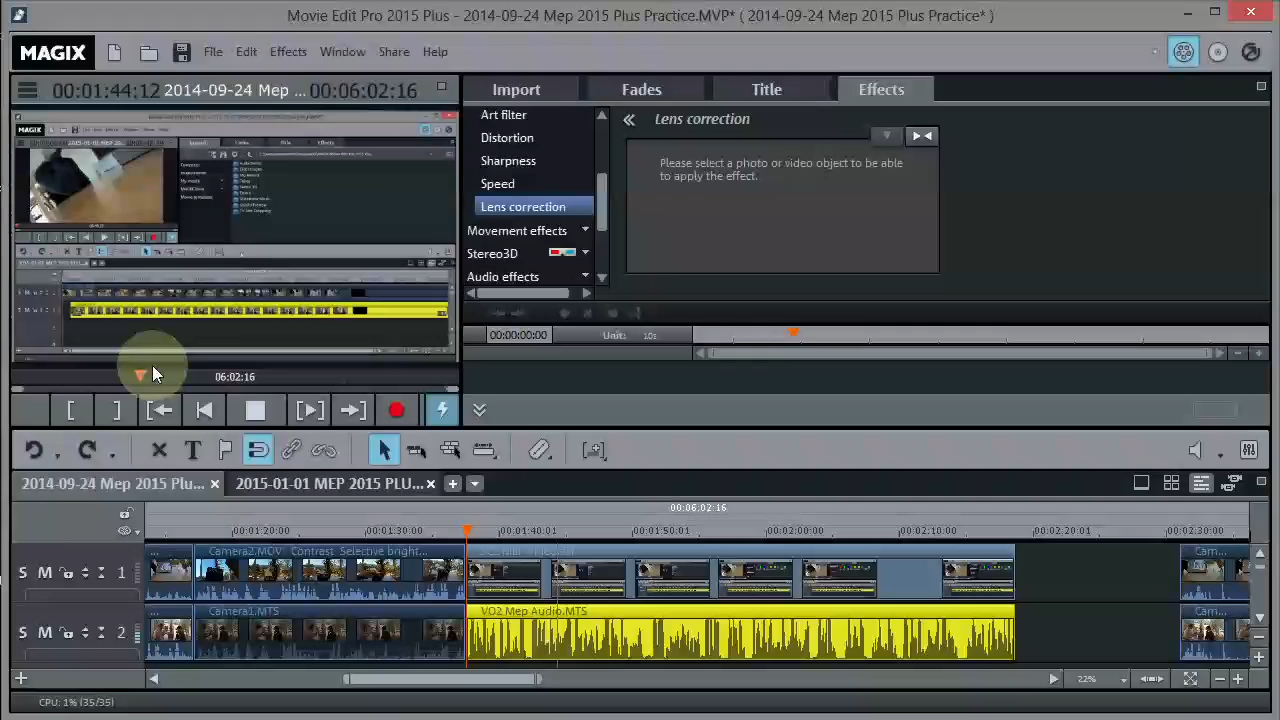 Movie Edit Pro 2015 Plus - 2014-09-24 Mep 2015 Plus Practice.MVP* ( 2014-09-24 Mep 2015 Plus Practice* )
MAGIX File Edit Effects Window Share Help
00:01:44:12 2014-09-24 Mep ... 00:06:02:16
Import Fades Title Effects
Art filter
Distortion
Sharpness
Speed
Lens correction
Movement effects
Stereo3D
Audio effects
Lens correction
Please select a photo or video object to be able
to apply the effect.
MAGIX
00:00:00:00 Unit: 10s
06:02:16
2014-09-24 Mep 2015 Plu... 2015-01-01 MEP 2015 PLU...
00:06:02:16
00:01:20:00 00:01:30:00 00:01:40:01 00:01:50:01 00:02:00:00 00:02:10:00 00:02:20:01 00:02:30:00
... Camera2.MOV Contrast Selective bright... Cam...
S M 1
... Camera1.MTS VO2 Mep Audio.MTS Cam...
S M 2
22%
CPU: 1% (35/35)